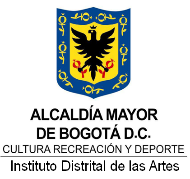 ALCALDÍA MAYOR
DE BOGOTÁ D.C.
CULTURA RECREACIÓN Y DEPORTE
Instituto Distrital de las Artes